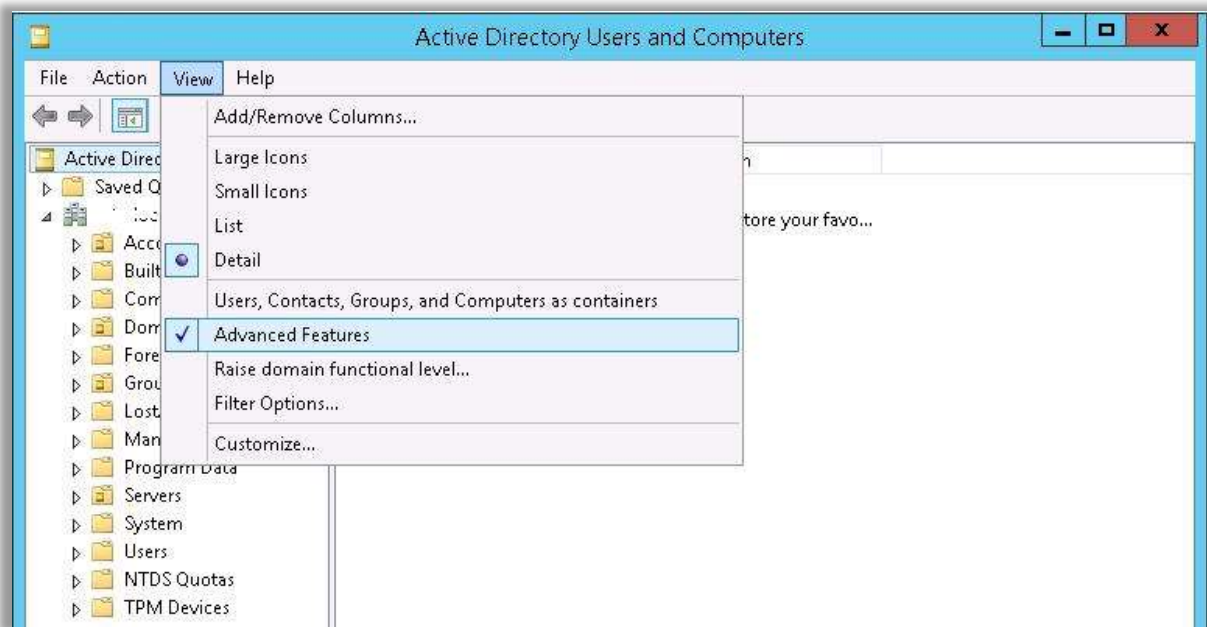 Active Directory Users and Computers
File Action View Help
Add/Remove Columns...
Large Icons
Small Icons
List
Detail
Users, Contacts, Groups, and Computers as containers
Advanced Features
Raise domain functional level...
Filter Options...
Customize...
Active Direc
Saved Q
tore your favo...
Acco
Built
Com
Dom
Fore
Grou
Lost
Man
Program Data
Servers
System
Users
NTDS Quotas
TPM Devices